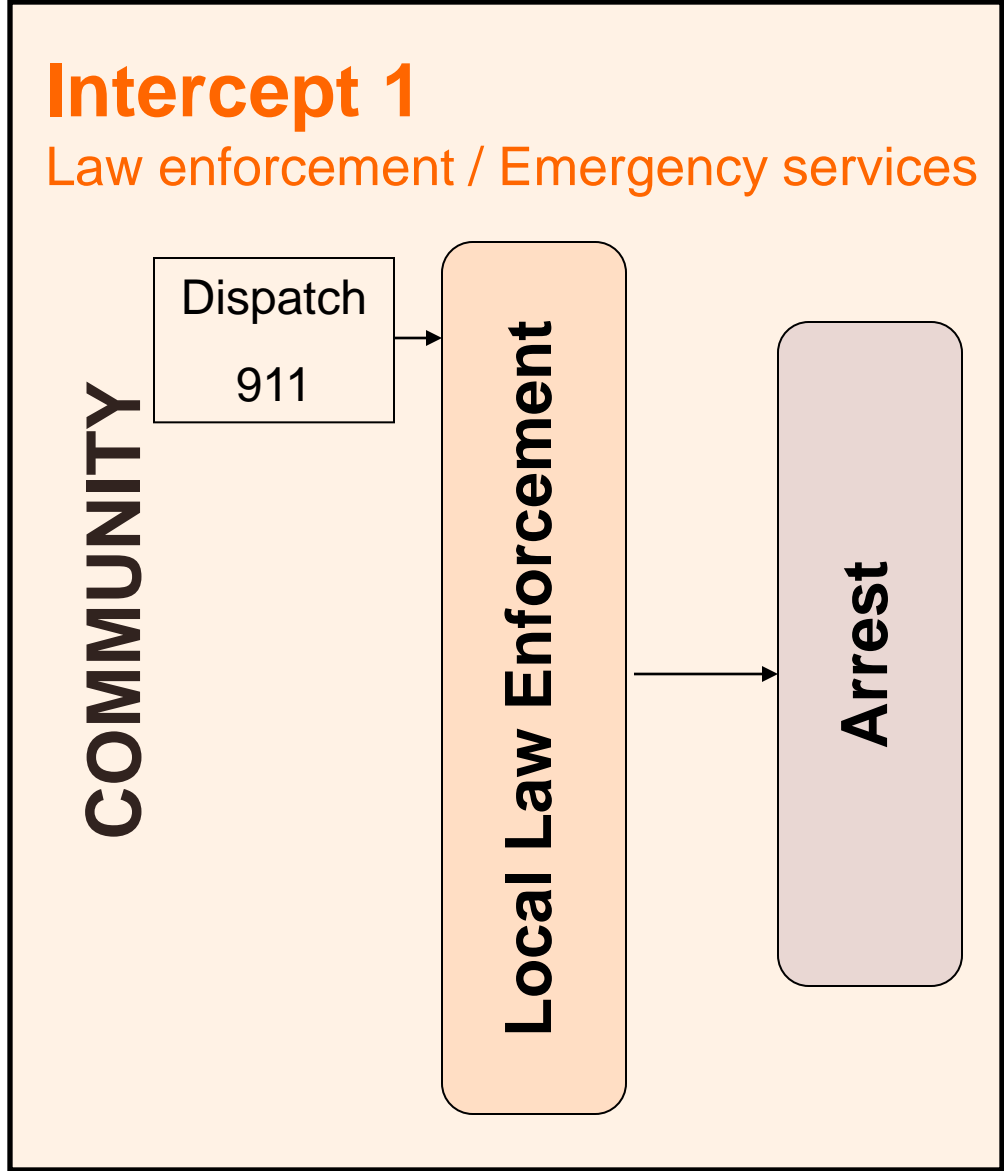 Intercept 1
Law enforcement / Emergency services
Dispatch
911
COMMUNITY
Local Law Enforcement
Arrest